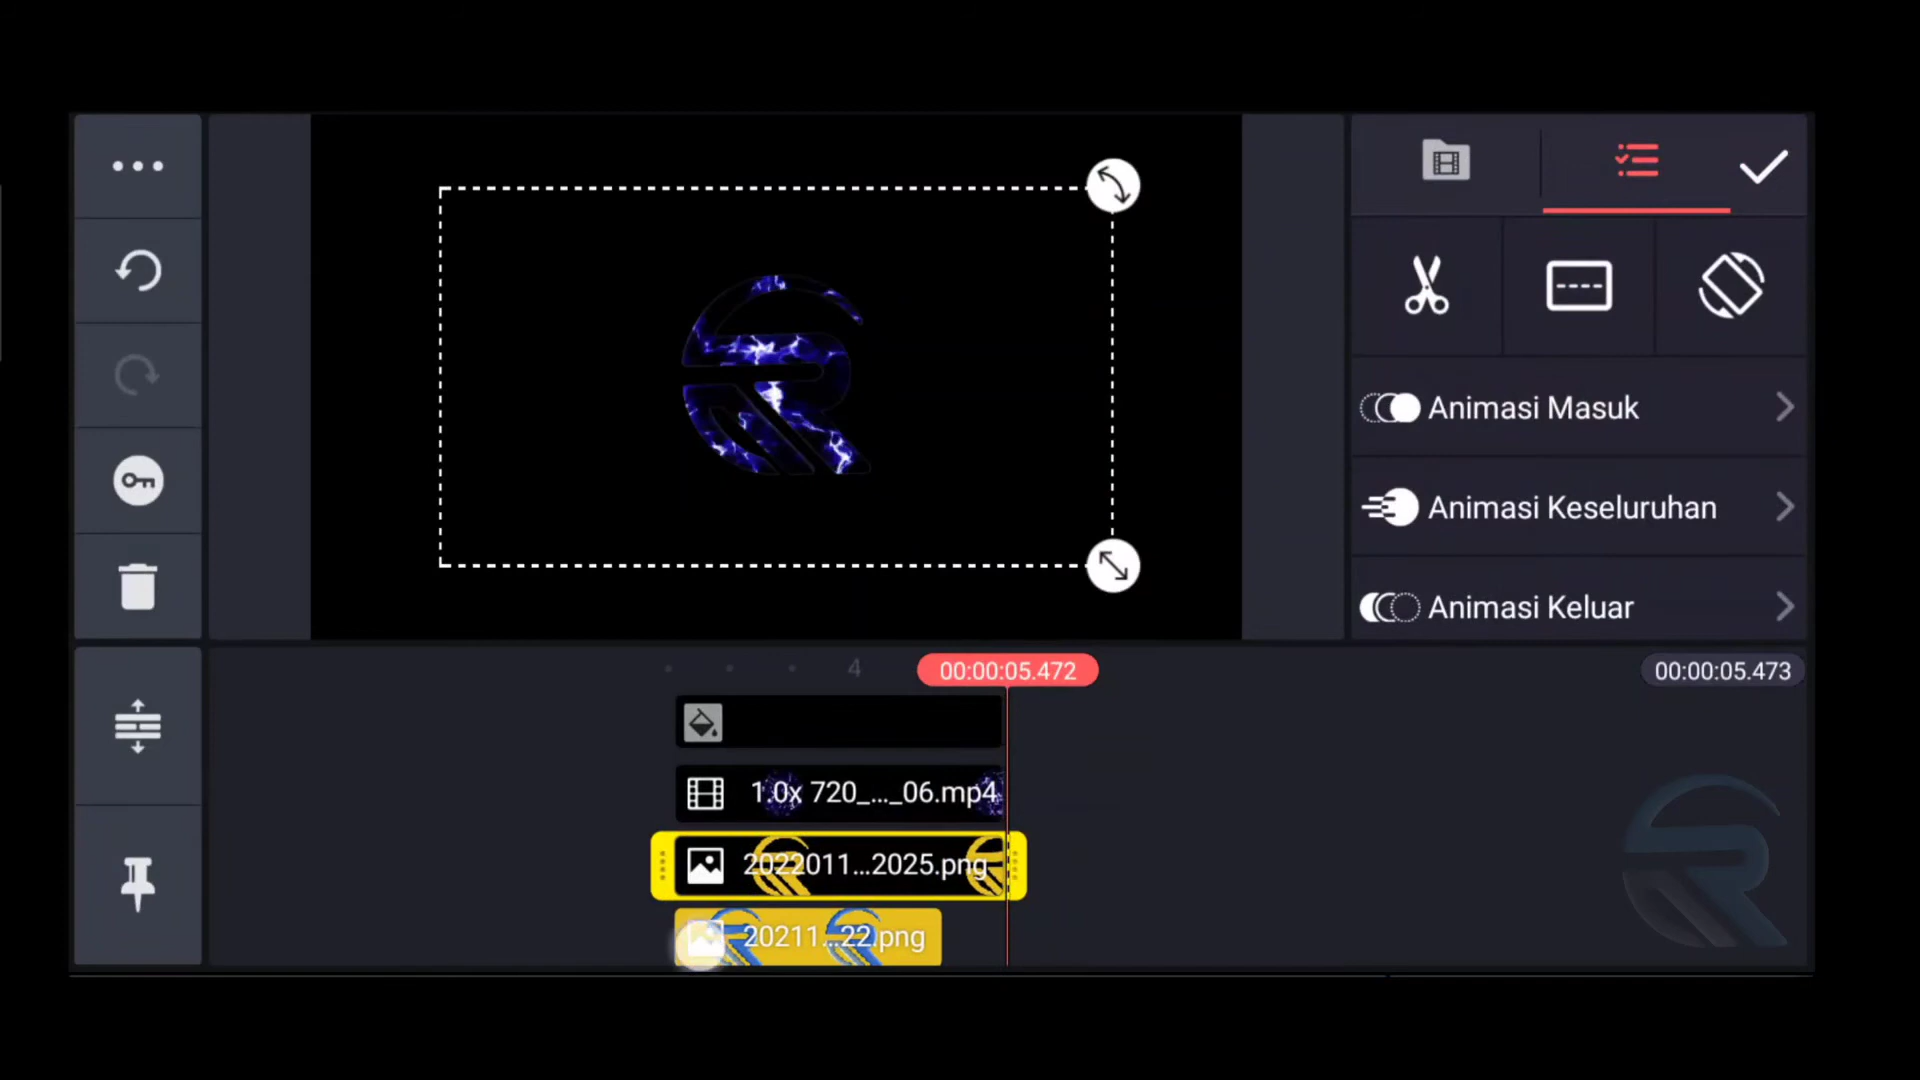 Animasi Masuk
Animasi Keseluruhan
Animasi Keluar
4
00:00:05.472
00:00:05.473
1.0x 720_..._06.mp4
2022011...2025.png
20211...22.png